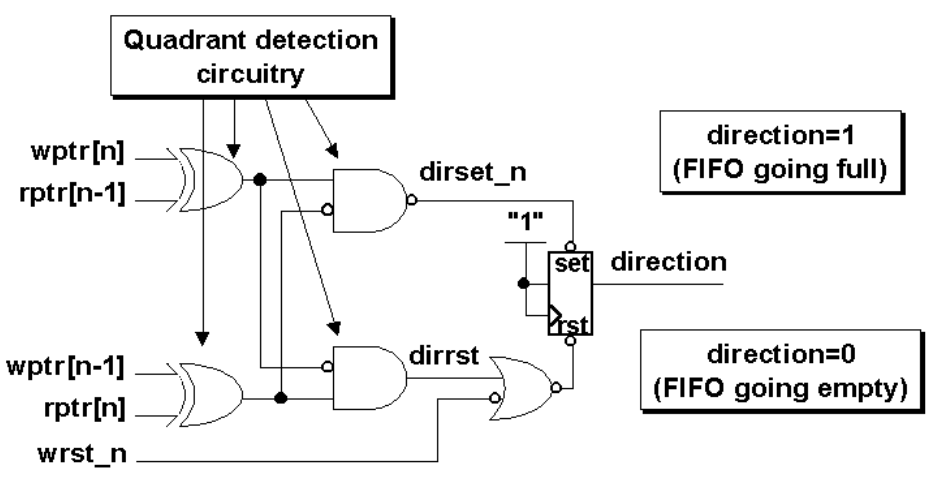 Quadrant detection
circuitry
wptr[n]
rptr[n-1]
dirset_n
"1"
set
direction
rst
direction=1
(FIFO going full)
wptr[n-1]
rptr[n]
wrst_n
dirrst
direction=0
(FIFO going empty)